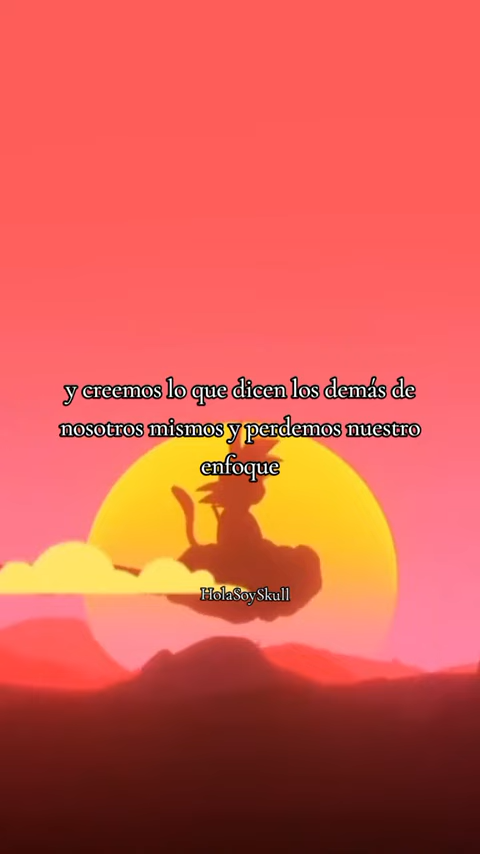 y creemos lo que dicen los demás de
nosotros mismos y perdemos nuestro
enfoque
HolaSoySkull